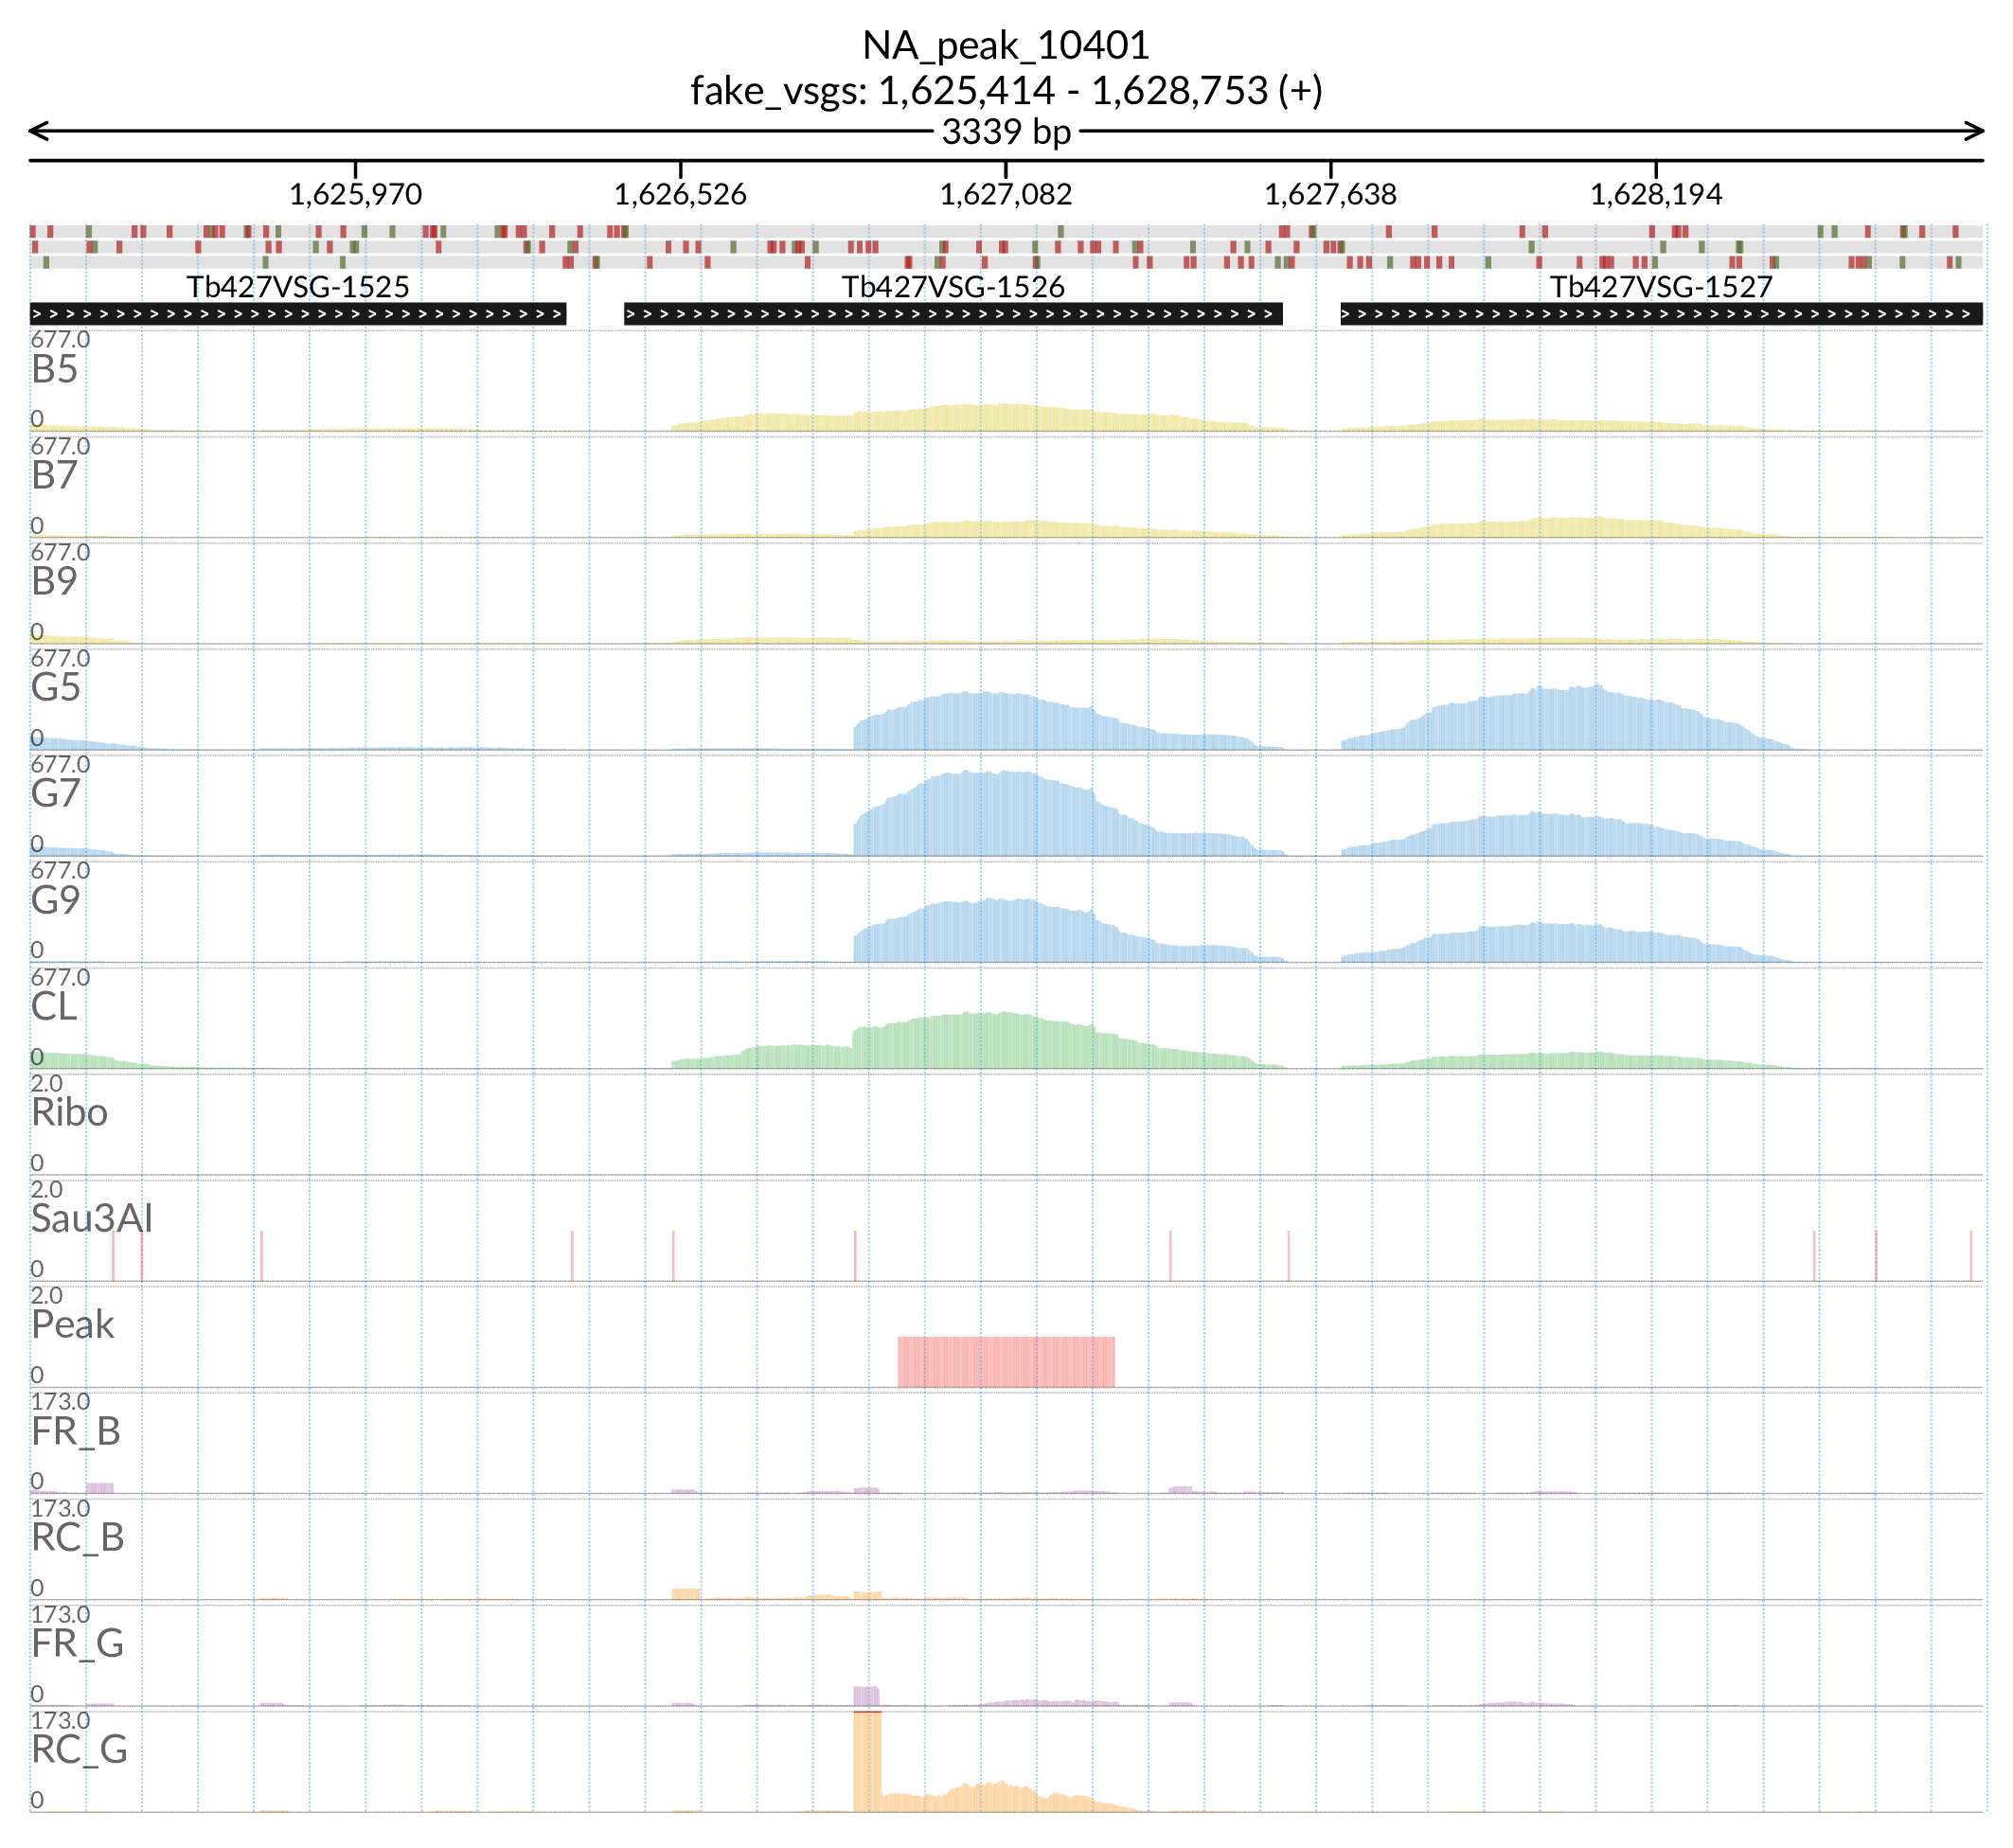 NA_peak_10401
fake_vsgs: 1,625,414 - 1,628,753 (+)
3339 bp
1,625,970 1,626,526 1,627,082 1,627,638 1,628,194
Tb427VSG-1525 Tb427VSG-1526 Tb427VSG-1527
677.0
B5
0
677.0
B7
0
677.0
B9
0
677.0
G5
0
677.0
G7
0
677.0
G9
0
677.0
CL
0
2.0
Ribo
0
2.0
Sau3AI
0
2.0
Peak
0
173.0
FR_B
0
173.0
RC_B
0
173.0
FR_G
0
173.0
RC_G
0